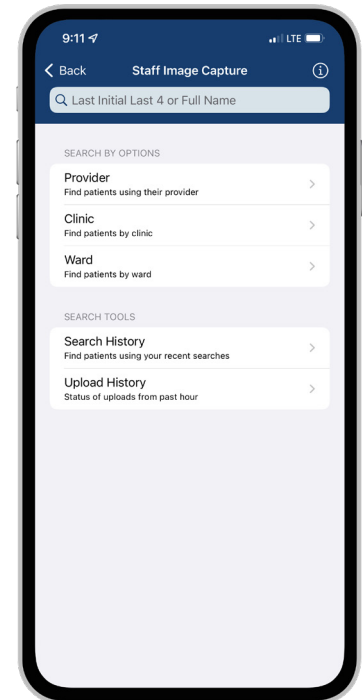 9:11
LTE
Back
Staff Image Capture
Last Initial Last 4 or Full Name
SEARCH BY OPTIONS
Provider
Find patients using their provider
Clinic
Find patients by clinic
Ward
Find patients by ward
SEARCH TOOLS
Search History
Find patients using your recent searches
Upload History
Status of uploads from past hour